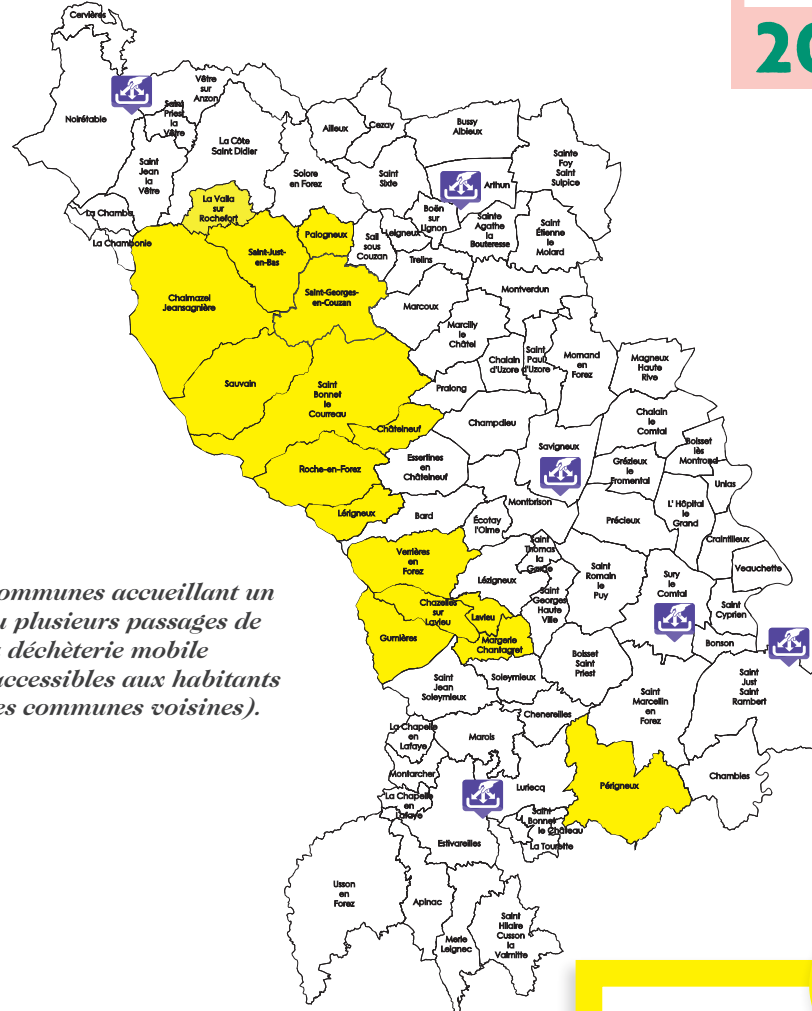 Cervières
20
Noirétable
Vêtre
sur
Anzon
Saint
Priest
la
Vêtre
La Côte
Saint Didier
Ailleux
Cezay
Bussy
Albieux
Saint
Jean
la
Vêtre
Solore
en Forez
Saint
Sixte
Arthun
Sainte
Foy
Saint
Sulpice
La Chamba
La Valla
sur
Rochefort
Boën
sur
Lignon
Sainte
Agathe
la
Bouteresse
Saint
Étienne
le
Molard
La Chambonie
Saint-Just-
en-Bas
Palogneux
Sail
sous
Couzan
Leigneux
Trelins
Chalmazel
Jeansagnière
Saint-Georges-
en-Couzan
Marcoux
Montverdun
Marcilly
le
Châtel
Chalain
d'Uzore
Saint
Paul
d'Uzore
Mornand
en
Forez
Magneux
Haute
Rive
Sauvain
Saint
Bonnet
le
Courreau
Pralong
Châtelneuf
Champdieu
Chalain
le
Comtal
Savigneux
Boisset
lès
Montrond
Roche-en-Forez
Essertines
en
Châtelneuf
Grézieux
le
Fromental
Unias
Lérigneux
Bard
Écotay
l'Olme
Montbrison
Précieux
L' Hôpital
le
Grand
Craintilleux
Verrières
en
Forez
Lézigneux
Saint
Thomas
la
Garde
Saint
Romain
le
Puy
Sury
le
Comtal
Veauchette
Saint
Georges
Haute
Ville
Saint
Cyprien
Chazelles
sur
Lavieu
Lavieu
Gumières
Margerie
Chantagret
Bonson
ommunes accueillant un
u plusieurs passages de
déchèterie mobile
accessibles aux habitants
es communes voisines).
Saint
Jean
Soleymieux
Soleymieux
Boisset
Saint
Priest
Saint
Marcellin
en
Forez
Saint
Just
Saint
Rambert
La Chapelle
en
Lafaye
Marols
Chenereilles
Montarcher
La Chapelle
en
Lafaye
Luriecq
Périgneux
Chambles
Saint
Bonnet
le Château
La Tourette
Estivareilles
Usson
en
Forez
Apinac
Merle
Leignec
Saint
Hilaire
Cusson
la
Valmitte